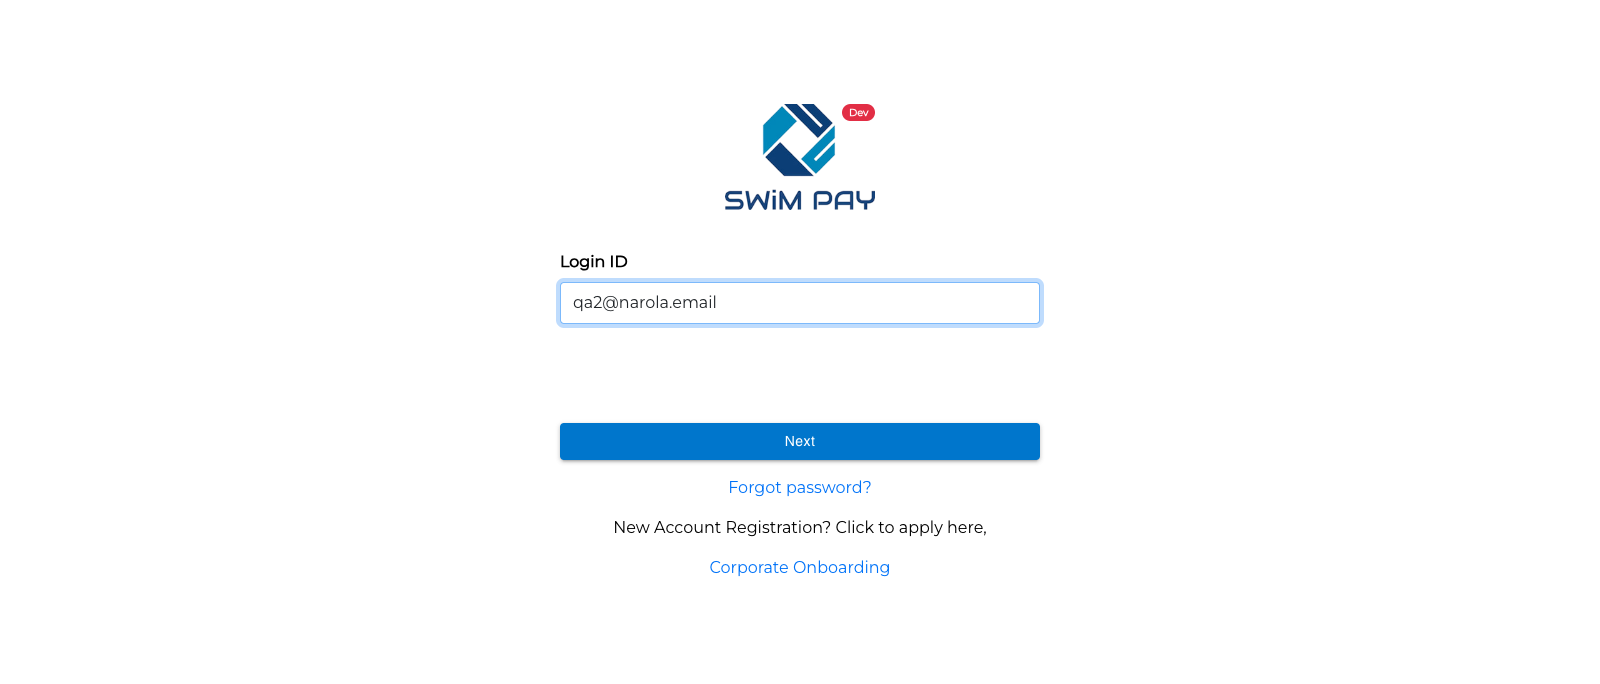 Dev
SWiM PAY
Login ID
qa2@narola.email
Next
Forgot password?
New Account Registration? Click to apply here,
Corporate Onboarding